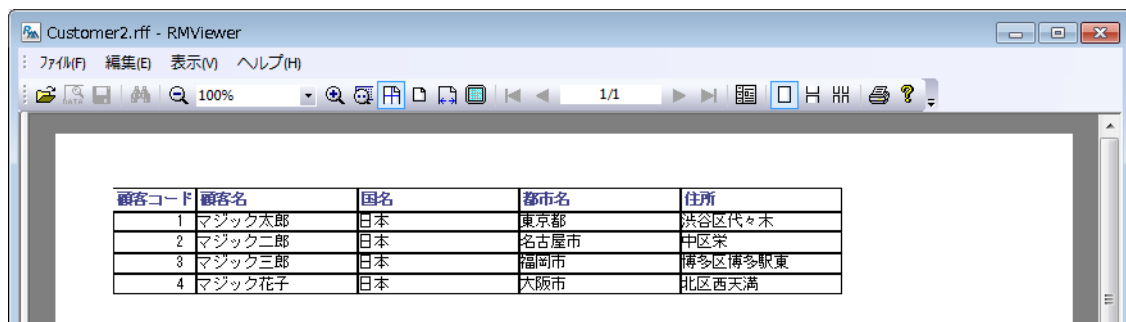 Customer2.rff - RMViewer
ファイル(F) 編集(E) 表示(V) ヘルプ(H)
DATA 100% 1/1
顧客コード 顧客名 国名 都市名 住所
1 マジック太郎 日本 東京都 渋谷区代々木
2 マジック二郎 日本 名古屋市 中区栄
3 マジック三郎 日本 福岡市 博多区博多駅東
4 マジック花子 日本 大阪市 北区西天満